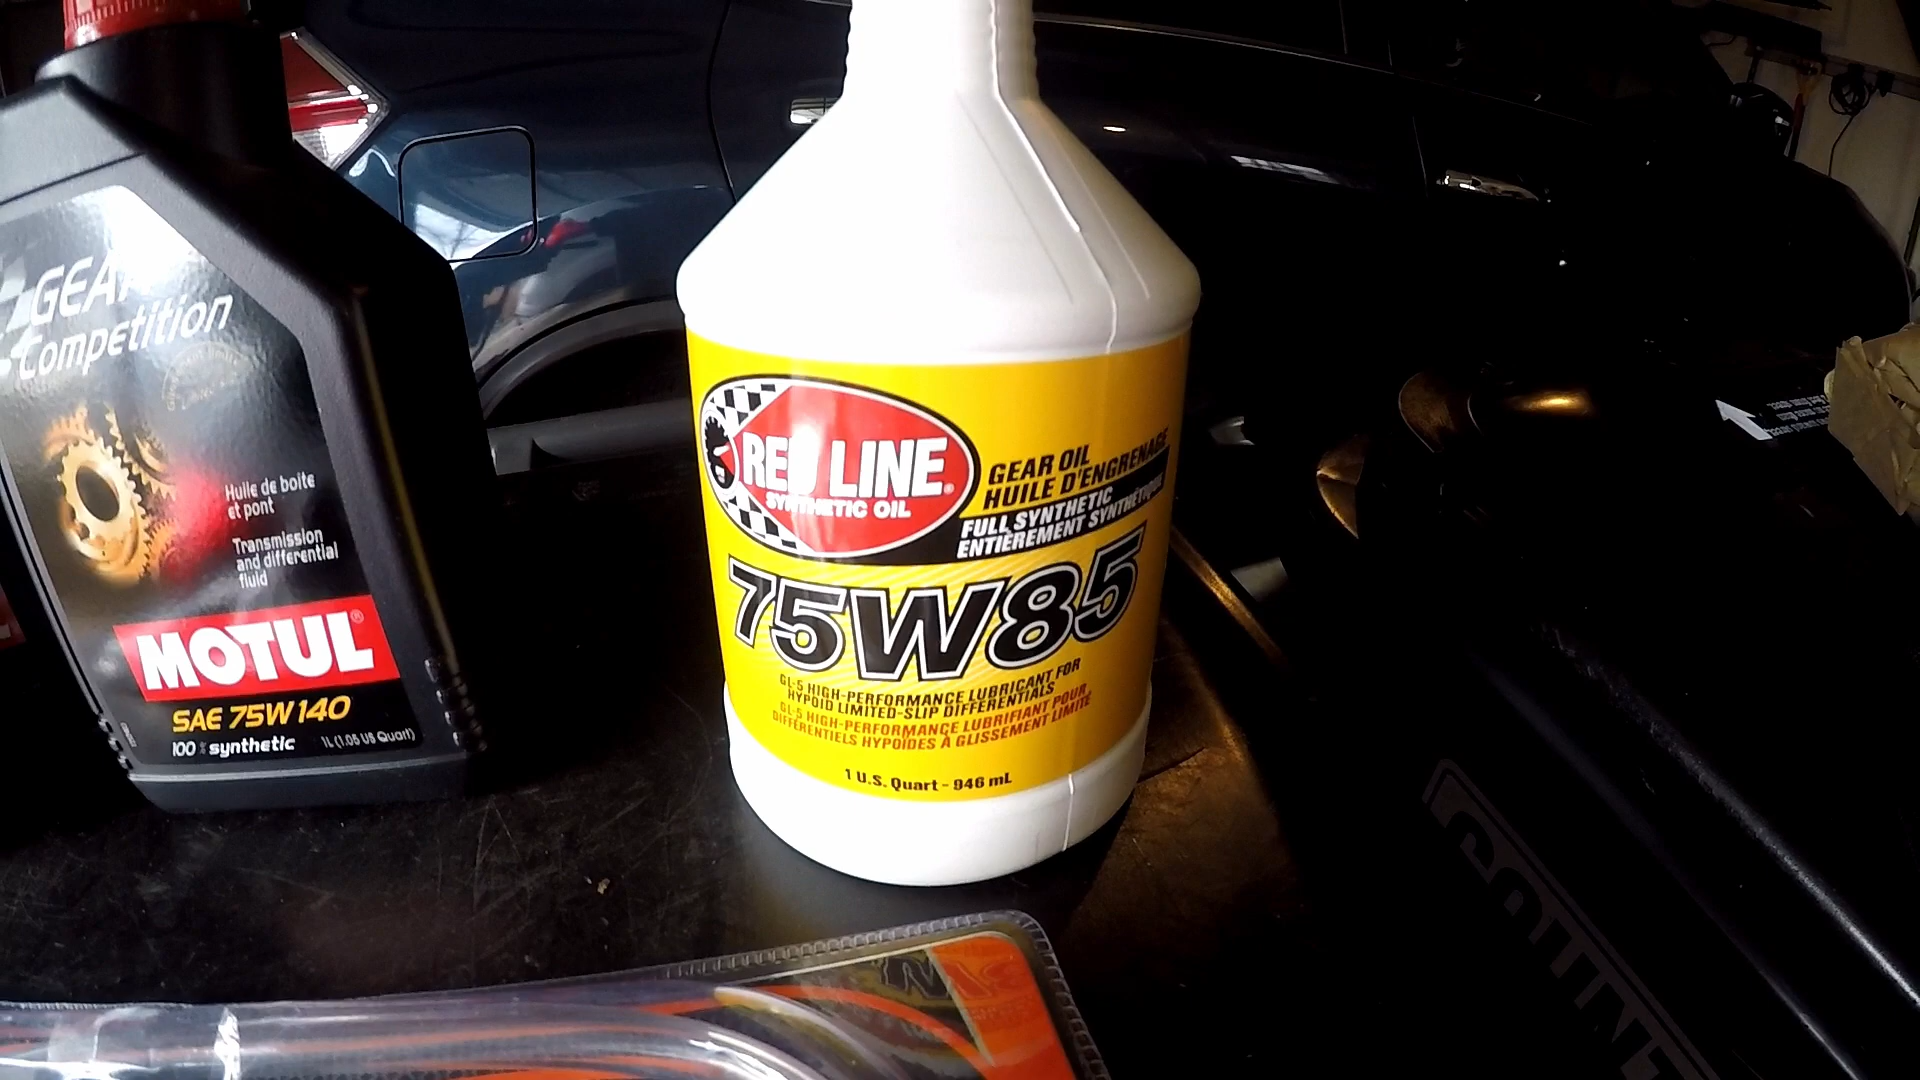 GEAR
Competition
Huile de boite
et pont
Transmission
and differential
fluid
MOTUL®
SAE 75W140
100% synthetic
1L (1.05 US Quart)
RED LINE®
SYNTHETIC OIL
GEAR OIL
HUILE D'ENGRENAGE
FULL SYNTHETIC
ENTIÈREMENT SYNTHÉTIQUE
75W85
GL-5 HIGH-PERFORMANCE LUBRICANT FOR
HYPOID LIMITED-SLIP DIFFERENTIALS
GL-5 HIGH-PERFORMANCE LUBRIFIANT POUR
DIFFÉRENTIELS HYPOÏDES À GLISSEMENT LIMITÉ
1 U.S. Quart - 946 mL